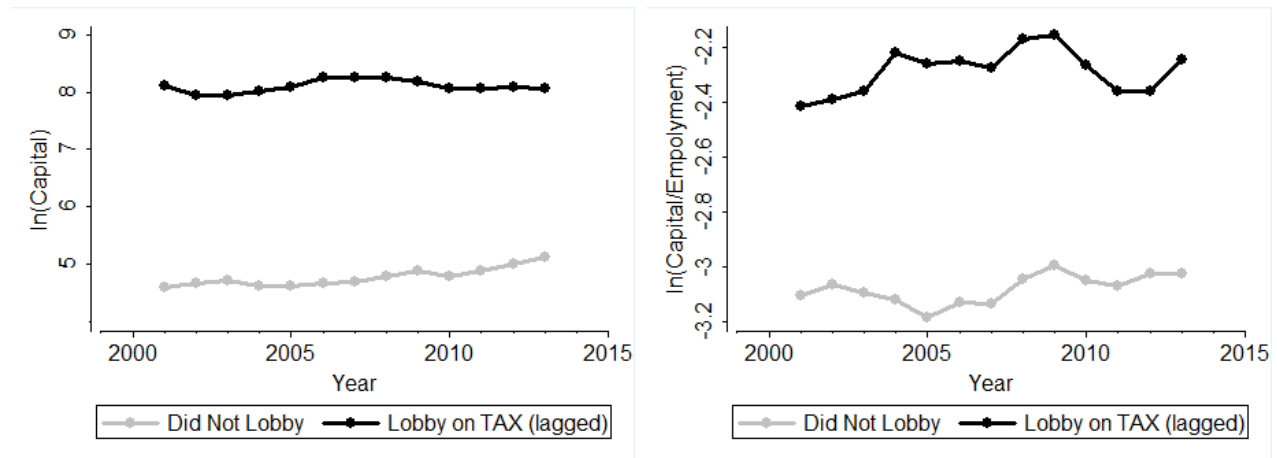 ln(Capital)
9
8
7
6
5
2000 2005 2010 2015
Year
Did Not Lobby Lobby on TAX (lagged)
ln(Capital/Empolyment)
-2.2
-2.4
-2.6
-2.8
-3
-3.2
2000 2005 2010 2015
Year
Did Not Lobby Lobby on TAX (lagged)